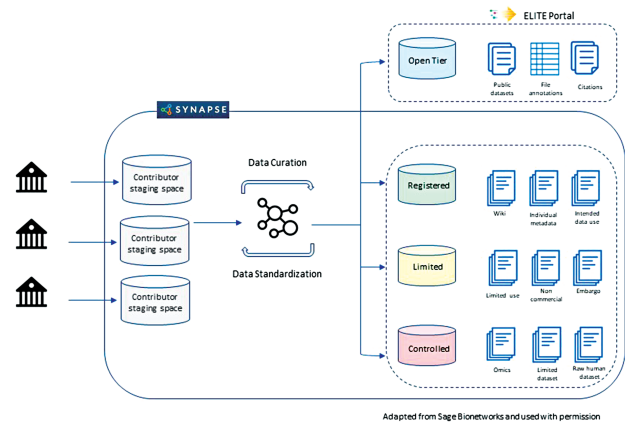 ELITE Portal
Open Tier
Public
datasets
File
annotations
Citations
SYNAPSE
Contributor
staging space
Contributor
staging space
Contributor
staging space
Data Curation
Data Standardization
Registered
Wiki
Individual
metadata
Intended
data use
Limited
Limited use
Non
commercial
Embargo
Controlled
Omics
Limited
dataset
Raw human
dataset
Adapted from Sage Bionetworks and used with permission